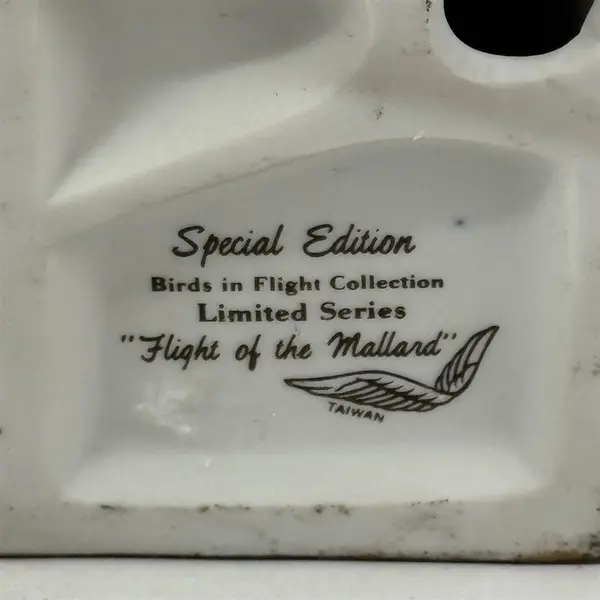 Special Edition
Birds in Flight Collection
Limited Series
"Flight of the Mallard"
TAIWAN